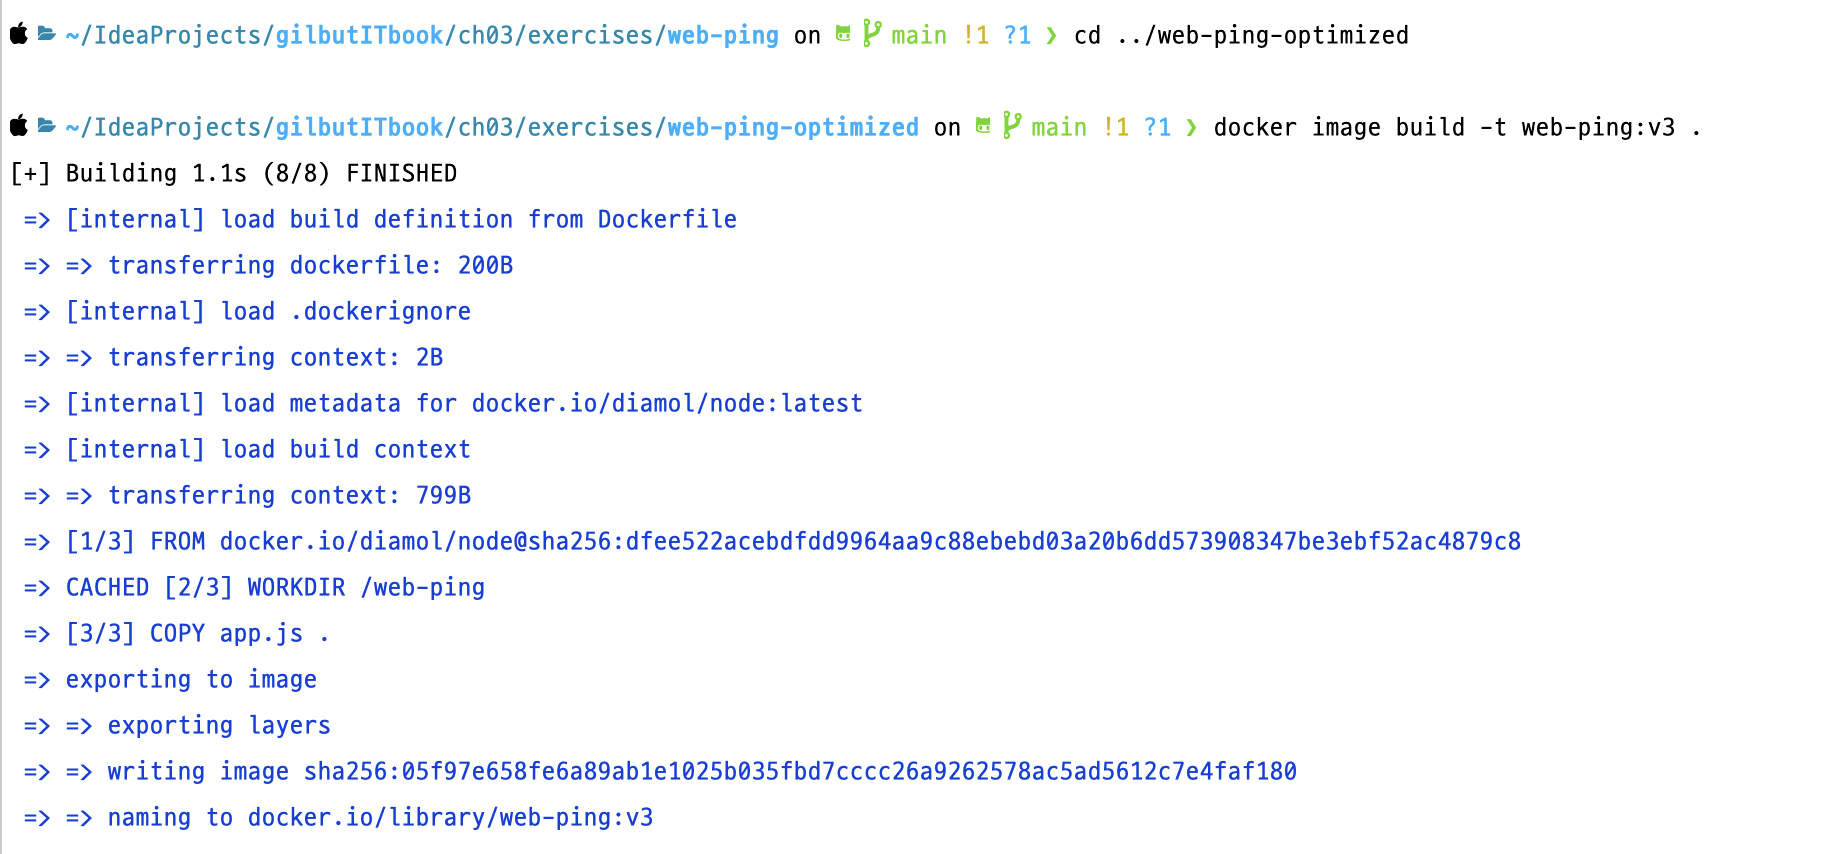 ~/IdeaProjects/gilbutITbook/ch03/exercises/web-ping on main !1 ?1 ❯ cd ../web-ping-optimized
~/IdeaProjects/gilbutITbook/ch03/exercises/web-ping-optimized on main !1 ?1 ❯ docker image build -t web-ping:v3 .
[+] Building 1.1s (8/8) FINISHED
=> [internal] load build definition from Dockerfile
=> => transferring dockerfile: 200B
=> [internal] load .dockerignore
=> => transferring context: 2B
=> [internal] load metadata for docker.io/diamol/node:latest
=> [internal] load build context
=> => transferring context: 799B
=> [1/3] FROM docker.io/diamol/node@sha256:dfee522acebdfdd9964aa9c88ebebd03a20b6dd573908347be3ebf52ac4879c8
=> CACHED [2/3] WORKDIR /web-ping
=> [3/3] COPY app.js .
=> exporting to image
=> => exporting layers
=> => writing image sha256:05f97e658fe6a89ab1e1025b035fbd7cccc26a9262578ac5ad5612c7e4faf180
=> => naming to docker.io/library/web-ping:v3